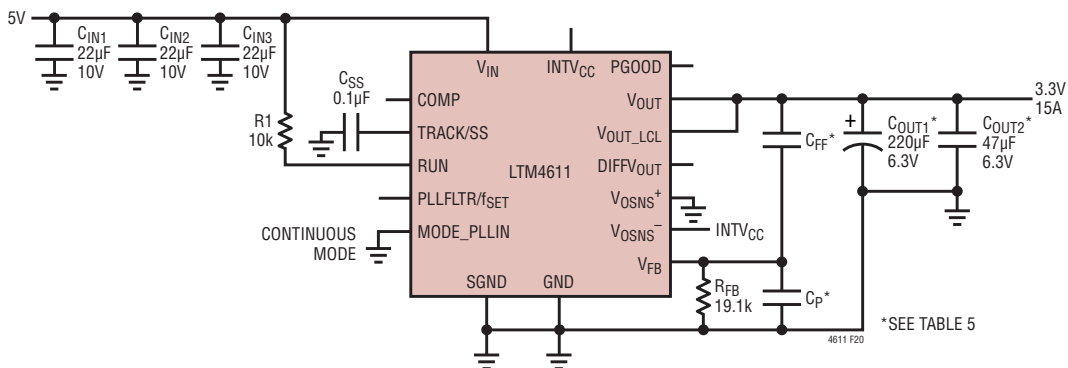 5V
CIN1
22µF
10V
CIN2
22µF
10V
CIN3
22µF
10V
R1
10k
CSS
0.1µF
CONTINUOUS
MODE
VIN
INTVCC
PGOOD
COMP
TRACK/SS
RUN
PLLFLTR/fSET
MODE_PLLIN
SGND
GND
LTM4611
VOUT
VOUT_LCL
DIFFVOUT
VOSNS+
VOSNS–
VFB
INTVCC
RFB
19.1k
CFF*
CP*
COUT1*
220µF
6.3V
+
COUT2*
47µF
6.3V
3.3V
15A
*SEE TABLE 5
4611 F20